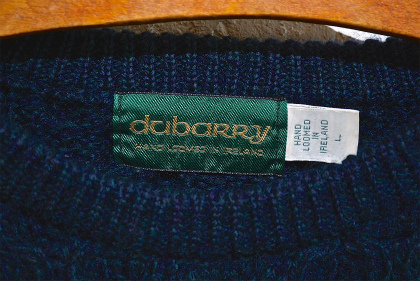 dubarry
HAND LOOMED IN IRELAND
HAND
LOOMED
IN
IRELAND
L.